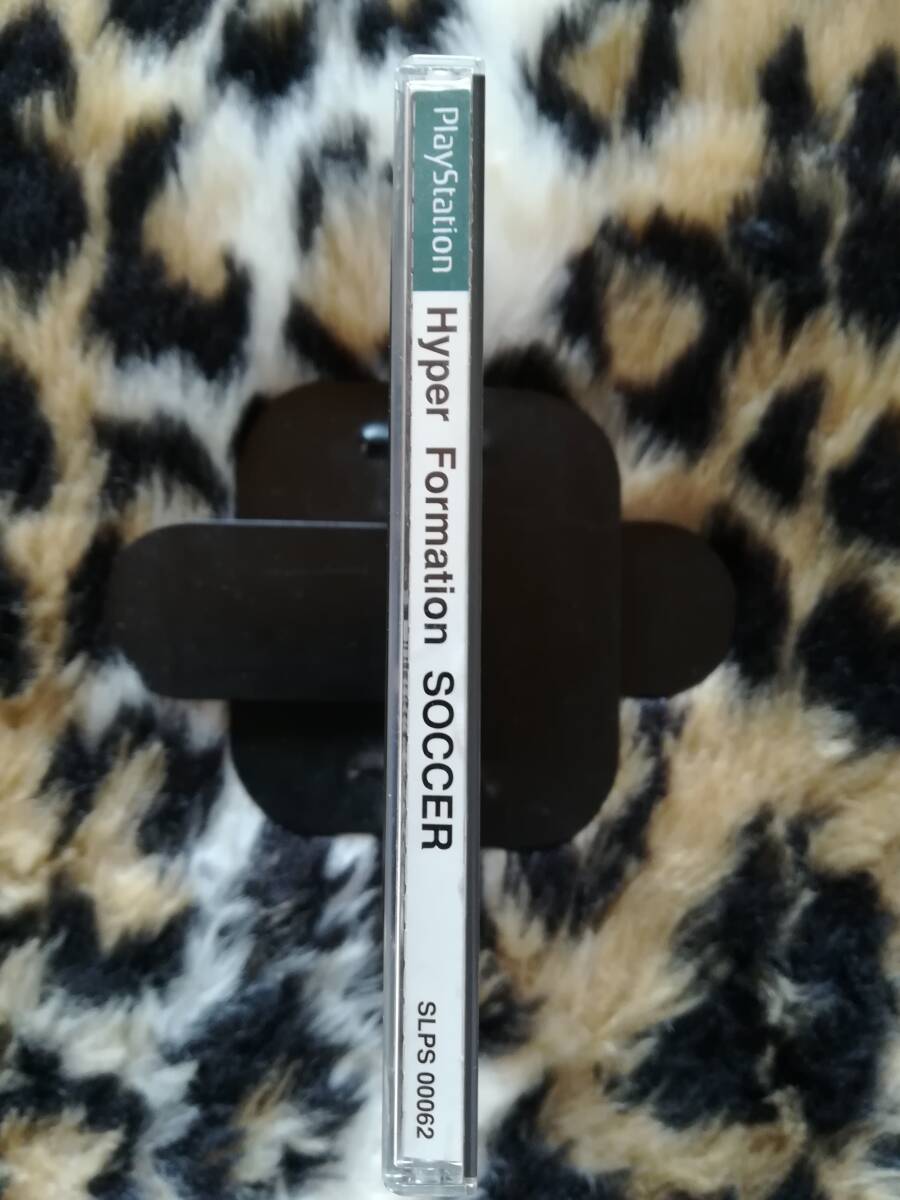 PlayStation
Hyper Formation SOCCER
SLPS 00062